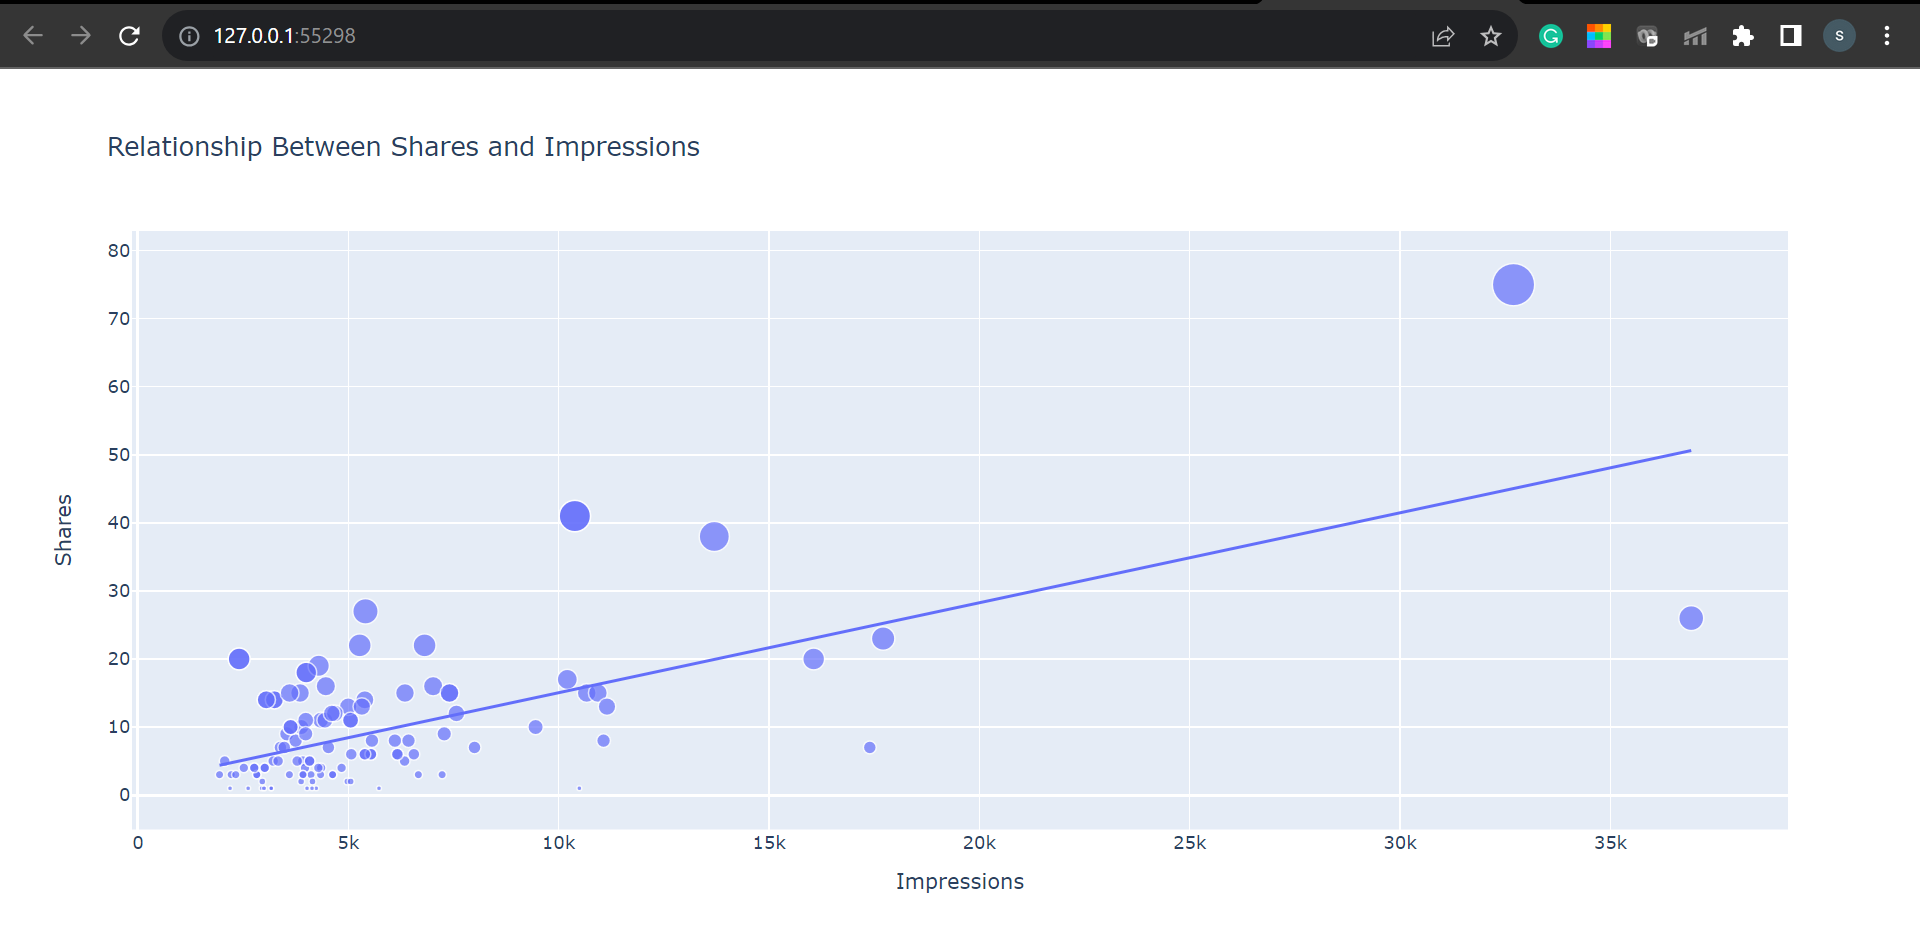 127.0.0.1:55298
S
Relationship Between Shares and Impressions
80
70
60
50
40
30
20
10
0
Shares
0 5k 10k 15k 20k 25k 30k 35k
Impressions